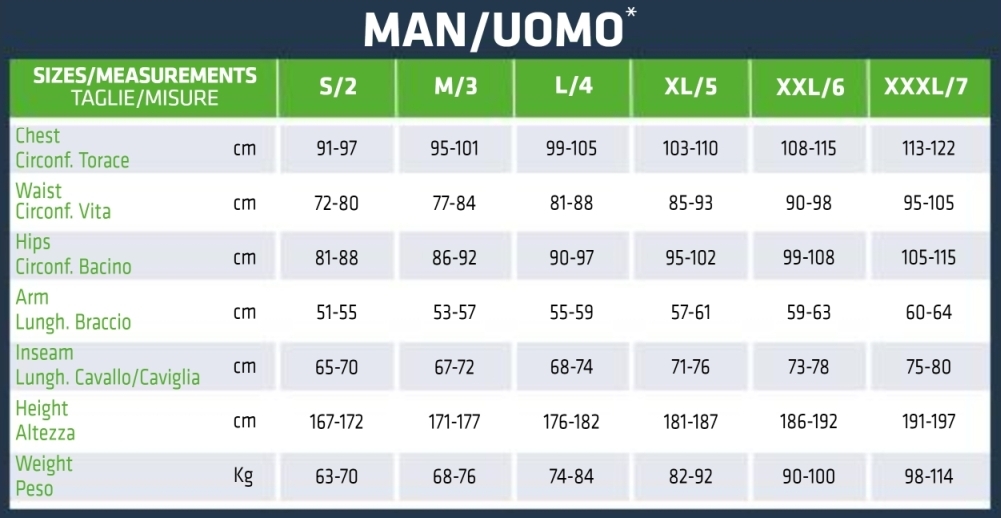 MAN/UOMO*
SIZES/MEASUREMENTS
TAGLIE/MISURE
S/2 M/3 L/4 XL/5 XXL/6 XXXL/7
Chest
Circonf. Torace cm 91-97 95-101 99-105 103-110 108-115 113-122
Waist
Circonf. Vita cm 72-80 77-84 81-88 85-93 90-98 95-105
Hips
Circonf. Bacino cm 81-88 86-92 90-97 95-102 99-108 105-115
Arm
Lungh. Braccio cm 51-55 53-57 55-59 57-61 59-63 60-64
Inseam
Lungh. Cavallo/Caviglia cm 65-70 67-72 68-74 71-76 73-78 75-80
Height
Altezza cm 167-172 171-177 176-182 181-187 186-192 191-197
Weight
Peso Kg 63-70 68-76 74-84 82-92 90-100 98-114